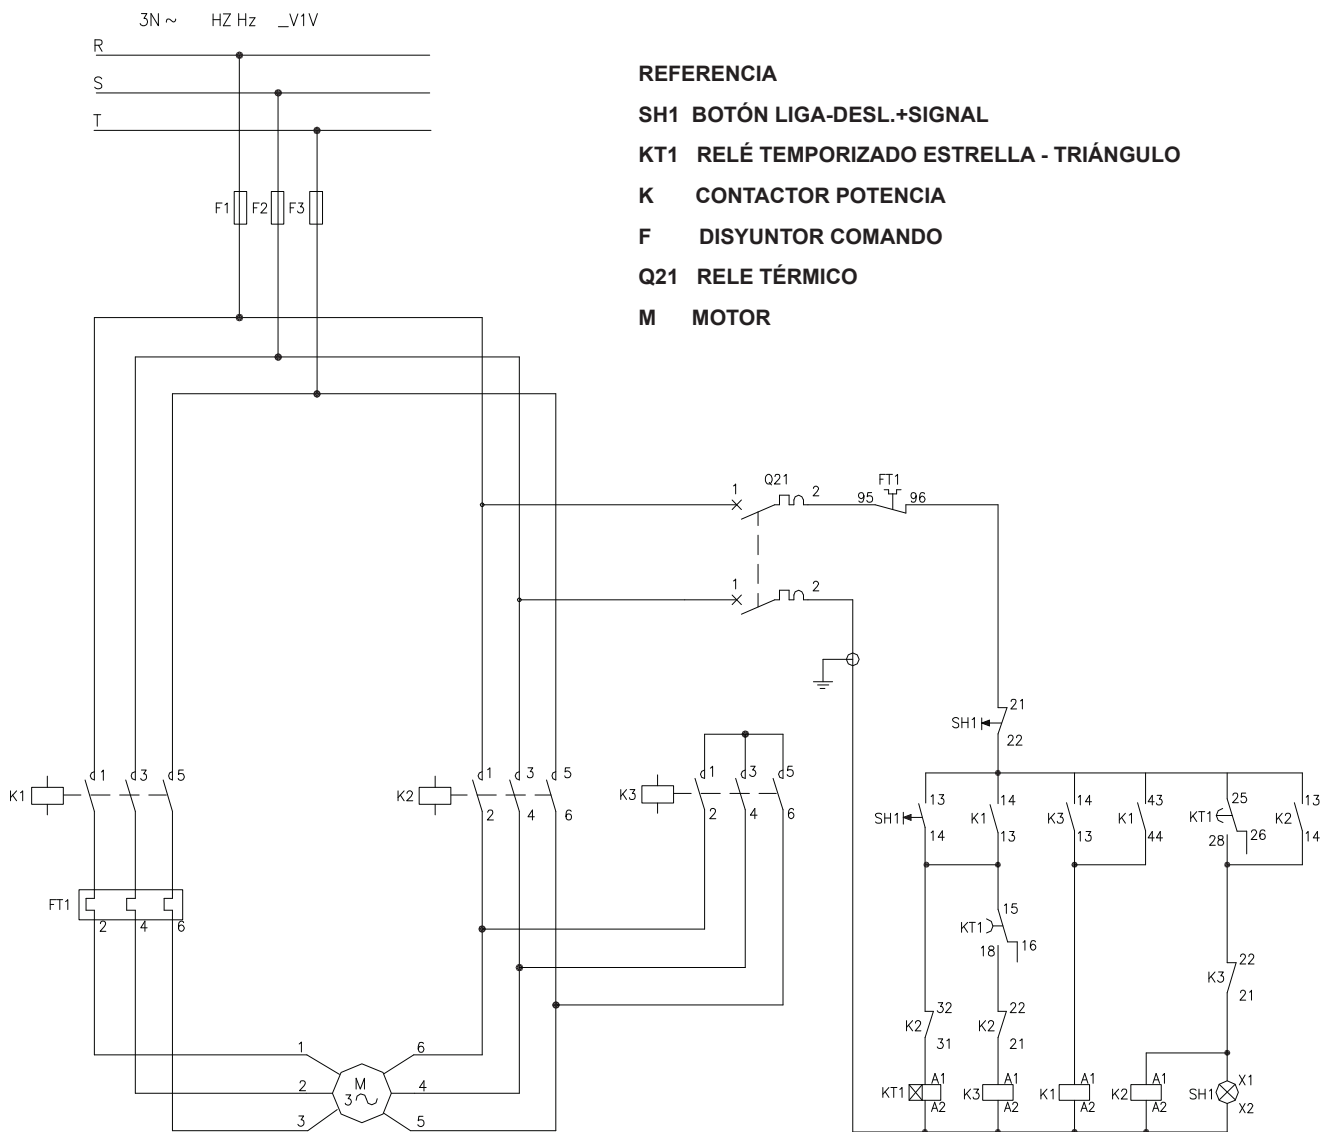 3N ~ HZ Hz _V1V
R
S
T
F1 F2 F3
REFERENCIA
SH1 BOTÓN LIGA-DESL.+SIGNAL
KT1 RELÉ TEMPORIZADO ESTRELLA - TRIÁNGULO
K CONTACTOR POTENCIA
F DISYUNTOR COMANDO
Q21 RELE TÉRMICO
M MOTOR
Q21 FT1
1 2 95 96
1 2
21
SH1
22
K1 1 3 5
K2 1 3 5
2 4 6
K3 1 3 5
2 4 6
13 14 14 43 25 13
SH1 K1 K3 K1 KT1 K2
14 13 13 44 28 26 14
FT1
2 4 6
15
KT1
18 16
22
K3
21
32 22
K2 K2
31 21
1 6
2 M 4
3
3 5
A1 A1 A1 A1 X1
KT1 K3 K1 K2 SH1
A2 A2 A2 A2 X2